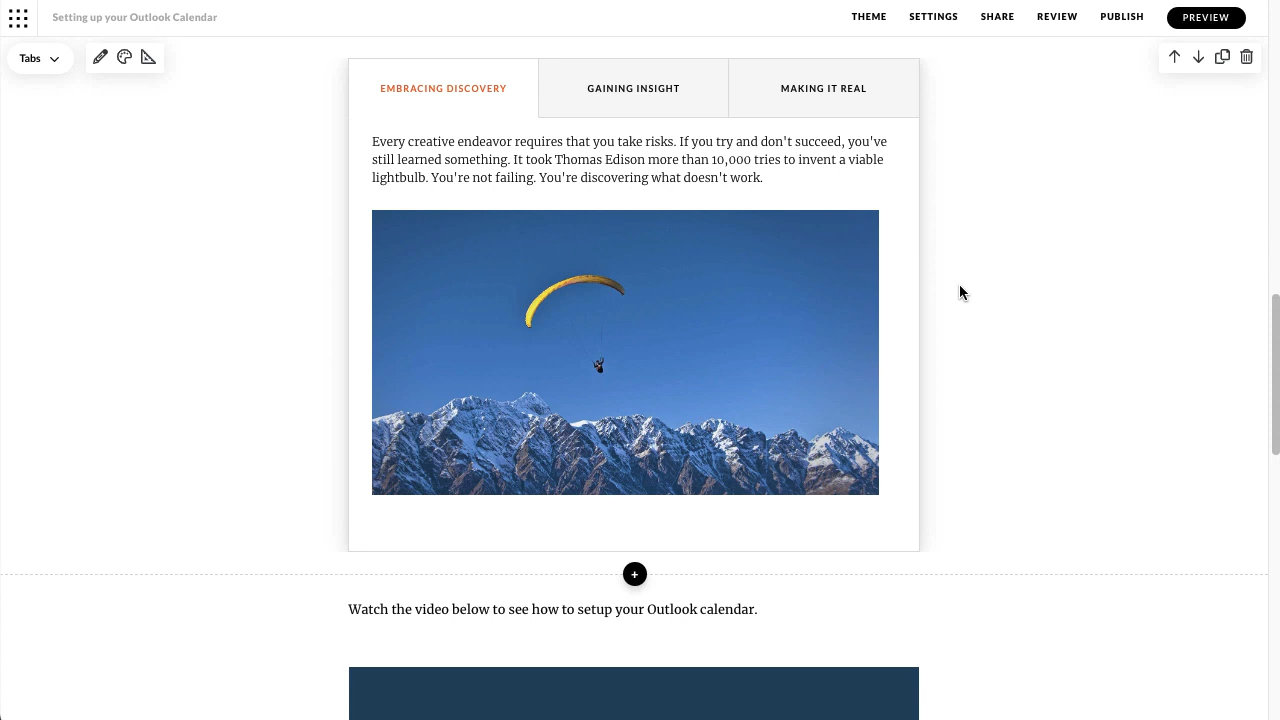 Setting up your Outlook Calendar
THEME SETTINGS SHARE REVIEW PUBLISH PREVIEW
Tabs
EMBRACING DISCOVERY GAINING INSIGHT MAKING IT REAL
Every creative endeavor requires that you take risks. If you try and don't succeed, you've
still learned something. It took Thomas Edison more than 10,000 tries to invent a viable
lightbulb. You're not failing. You're discovering what doesn't work.
+
Watch the video below to see how to setup your Outlook calendar.